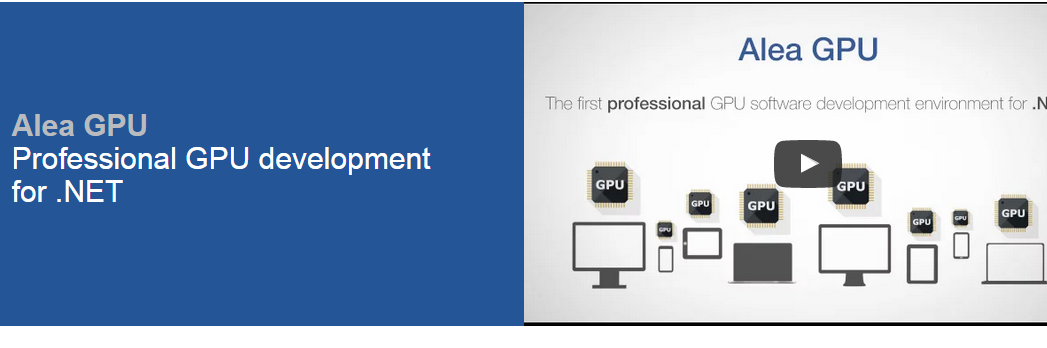 Alea GPU
Professional GPU development
for .NET
Alea GPU
The first professional GPU software development environment for .N
GPU
GPU
GPU
GPU
GPU
GPU
GPU
GPU